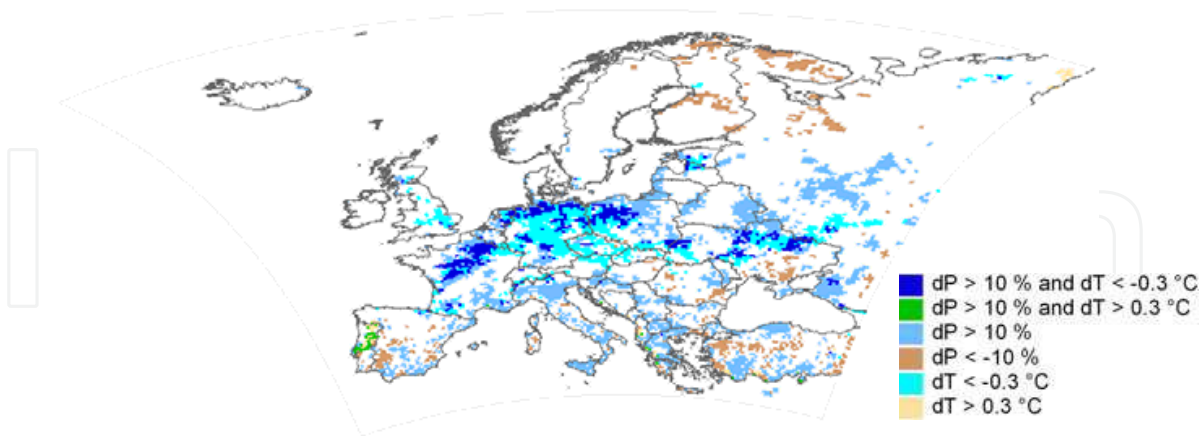 dP > 10 % and dT < -0.3 °C
dP > 10 % and dT > 0.3 °C
dP > 10 %
dP < -10 %
dT < -0.3 °C
dT > 0.3 °C